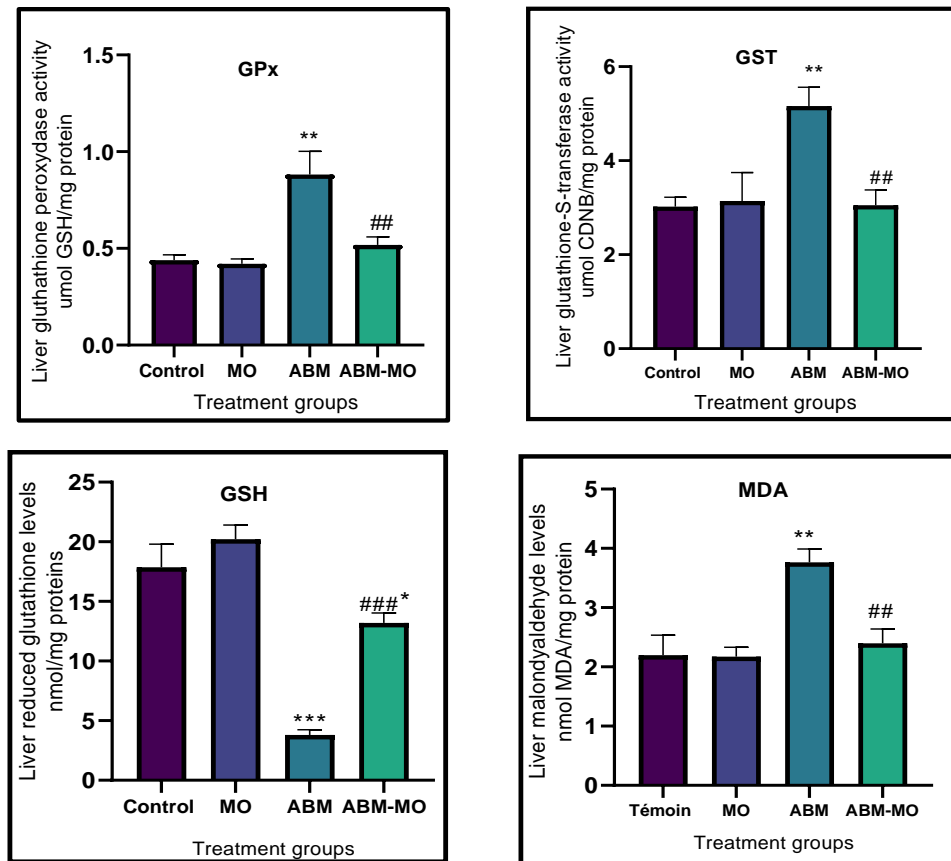 GPx
Liver gluthathione peroxydase activity
umol GSH/mg protein
1.5
1.0
0.5
0.0
**
##
Control MO ABM ABM-MO
Treatment groups
GST
Liver glutathione-S-transferase activity
umol CDNB/mg protein
6
4
2
0
**
##
Control MO ABM ABM-MO
Treatment groups
GSH
Liver reduced glutathione levels
nmol/mg proteins
25
20
15
10
5
0
***
###*
Control MO ABM ABM-MO
Treatment groups
MDA
Liver malondyaldehyde levels
nmol MDA/mg protein
5
4
3
2
1
0
**
##
Témoin MO ABM ABM-MO
Treatment groups